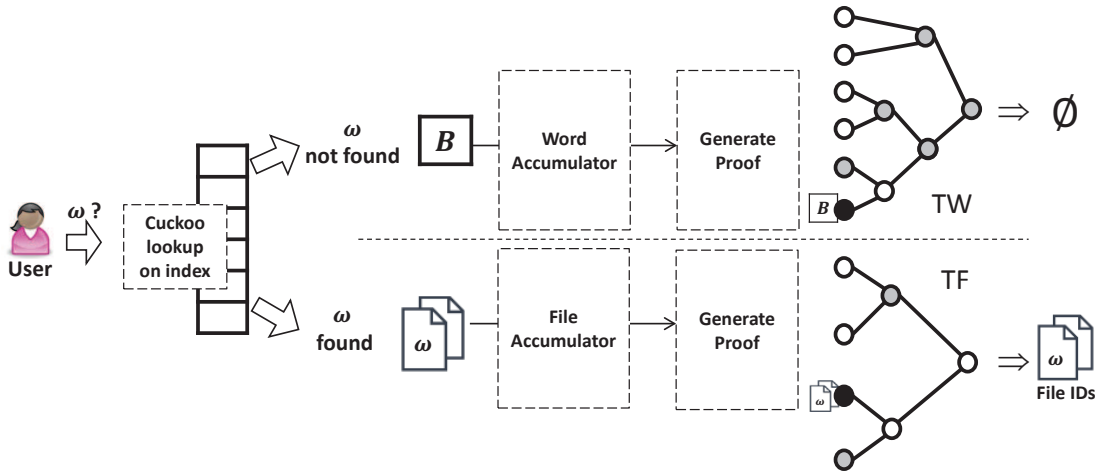 User
ω ?
Cuckoo
lookup
on index
ω
not found
B
Word
Accumulator
Generate
Proof
B
TW
∅
ω
found
ω
File
Accumulator
Generate
Proof
ω
TF
ω
File IDs